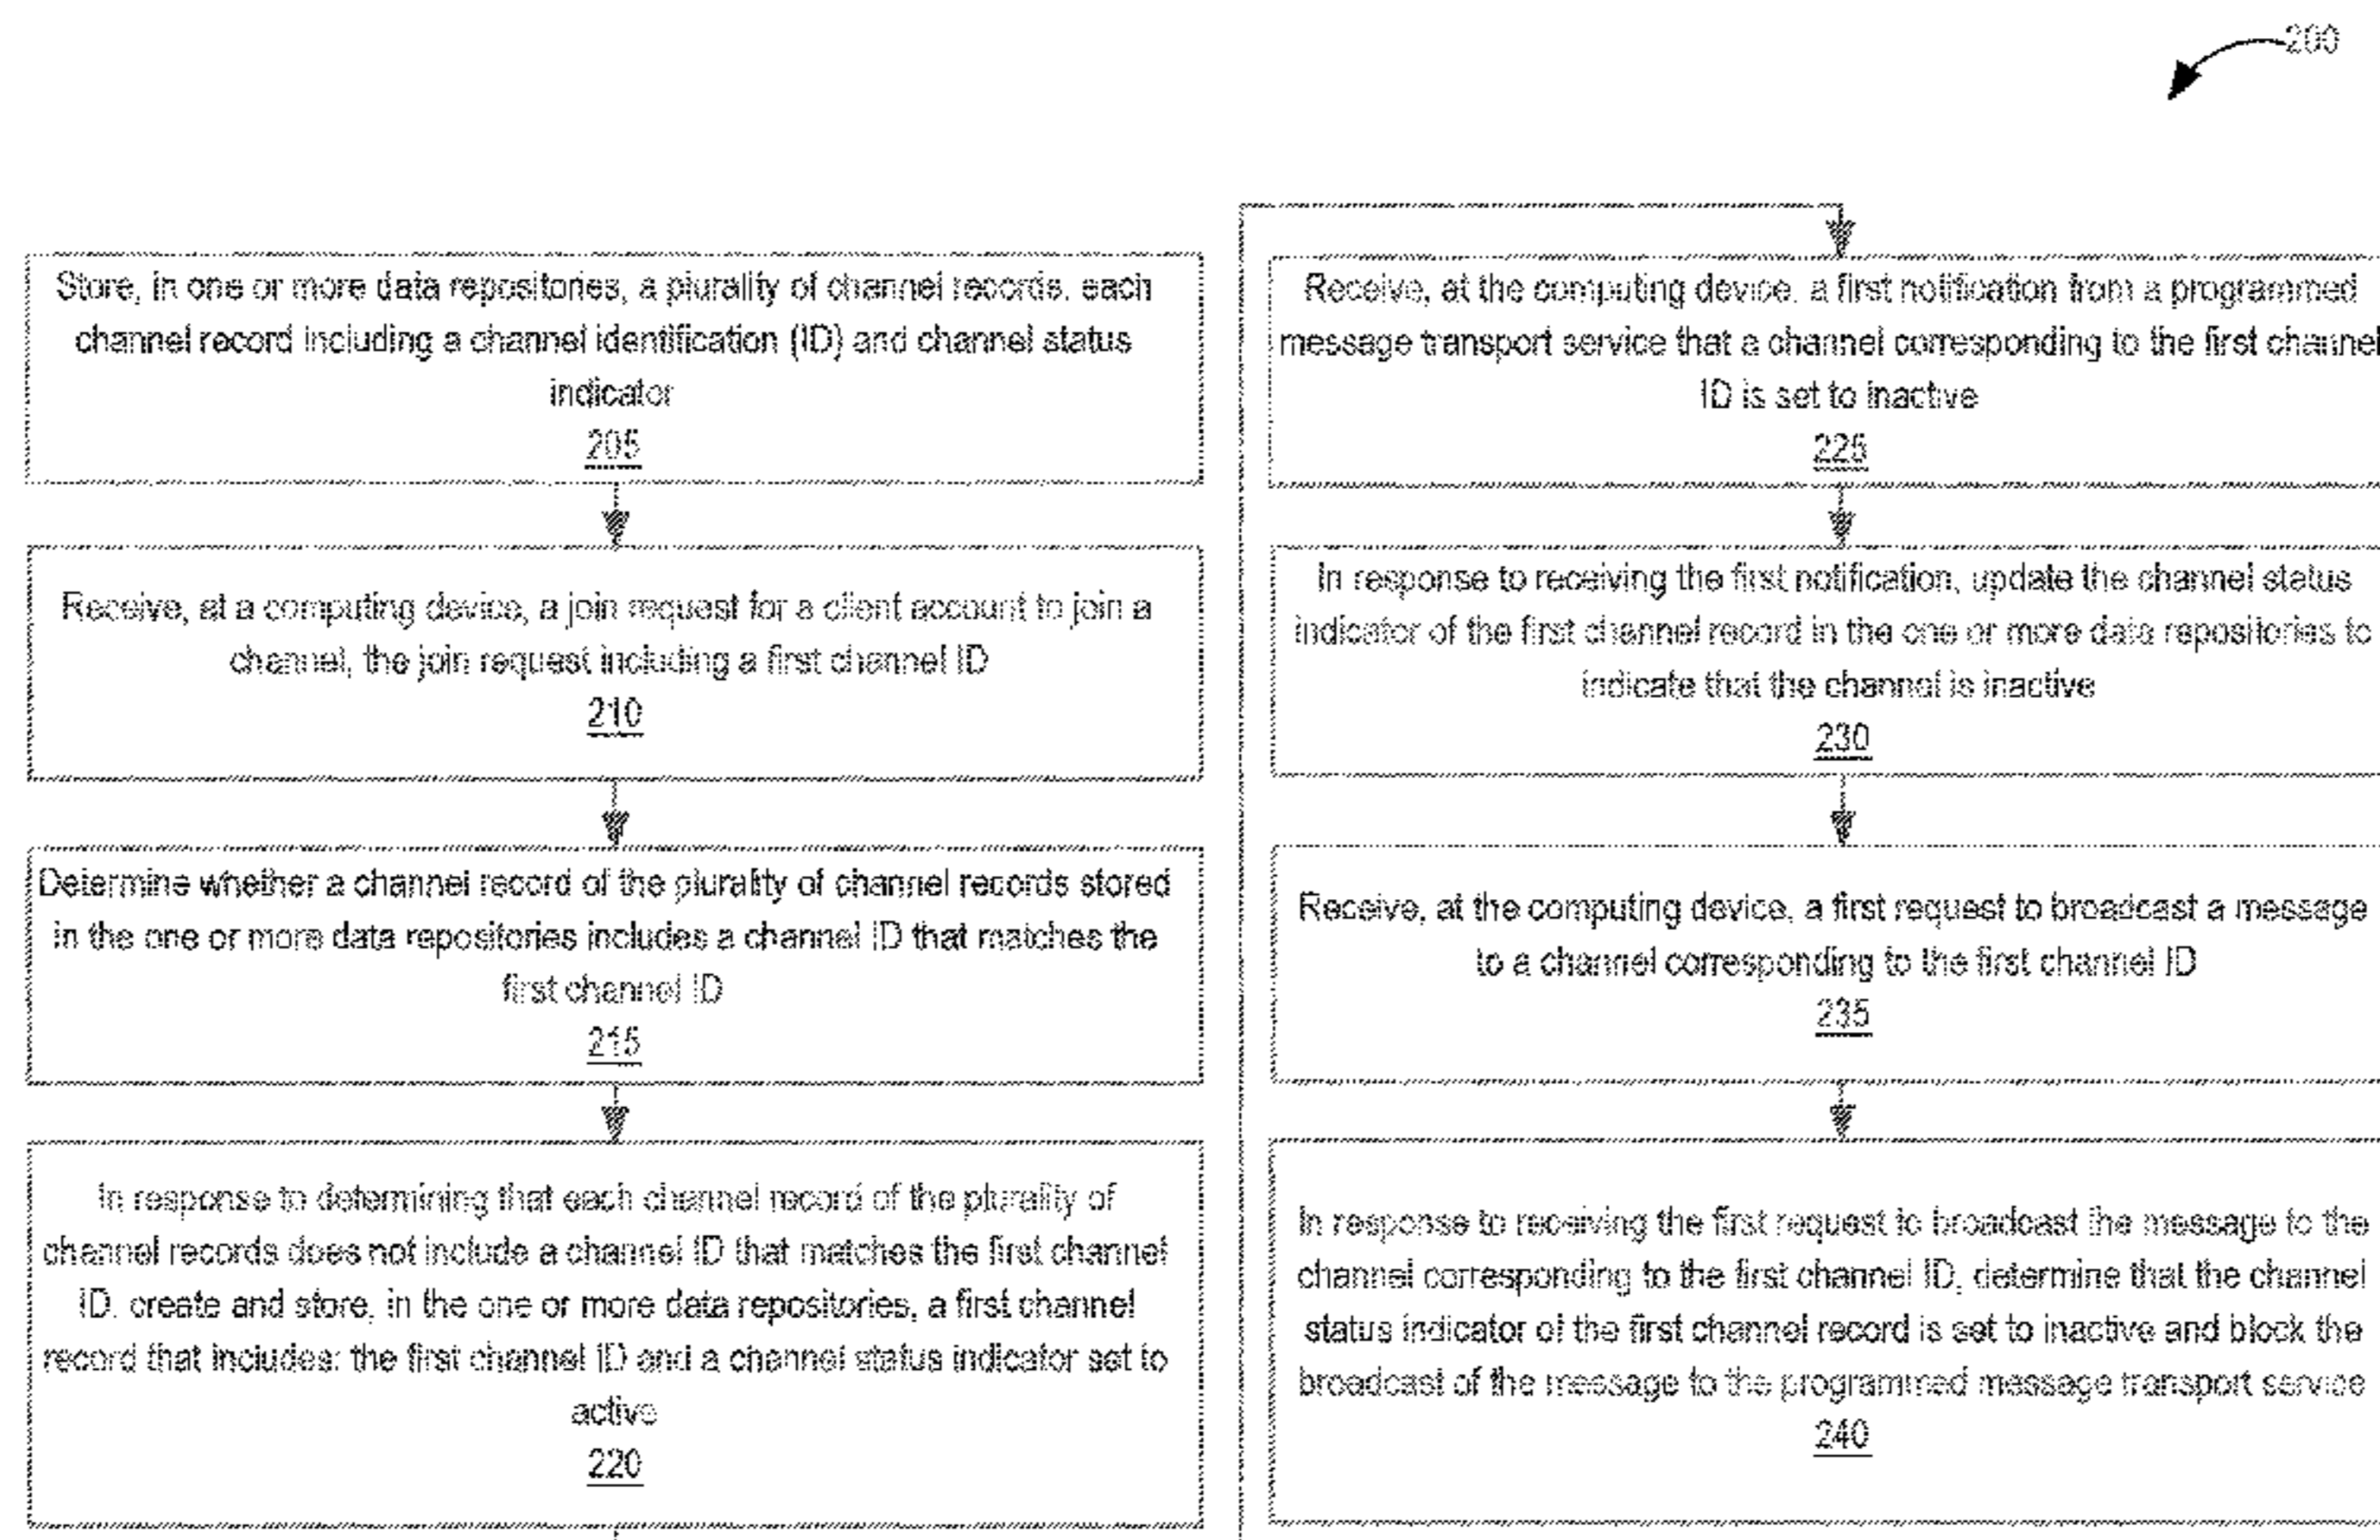 200
Store, in one or more data repositories, a plurality of channel records, each
channel record including a channel identification (ID) and channel status
indicator
205
Receive, at a computing device, a join request for a client account to join a
channel, the join request including a first channel ID
210
Determine whether a channel record of the plurality of channel records stored
in the one or more data repositories includes a channel ID that matches the
first channel ID
215
In response to determining that each channel record of the plurality of
channel records does not include a channel ID that matches the first channel
ID, create and store, in the one or more data repositories, a first channel
record that includes: the first channel ID and a channel status indicator set to
active
220
Receive, at the computing device, a first notification from a programmed
message transport service that a channel corresponding to the first channel
ID is set to inactive
225
In response to receiving the first notification, update the channel status
indicator of the first channel record in the one or more data repositories to
indicate that the channel is inactive
230
Receive, at the computing device, a first request to broadcast a message
to a channel corresponding to the first channel ID
235
In response to receiving the first request to broadcast the message to the
channel corresponding to the first channel ID, determine that the channel
status indicator of the first channel record is set to inactive and block the
broadcast of the message to the programmed message transport service
240